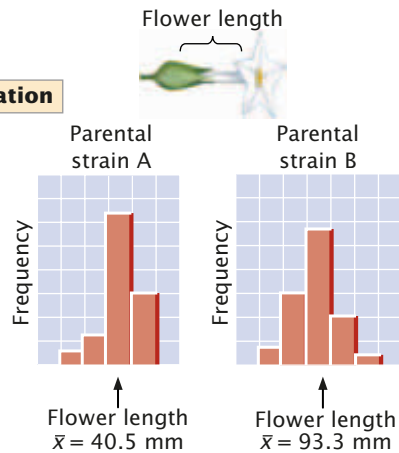 Flower length
ation
Parental
strain A
Parental
strain B
Frequency
Frequency
Flower length
x̄ = 40.5 mm
Flower length
x̄ = 93.3 mm